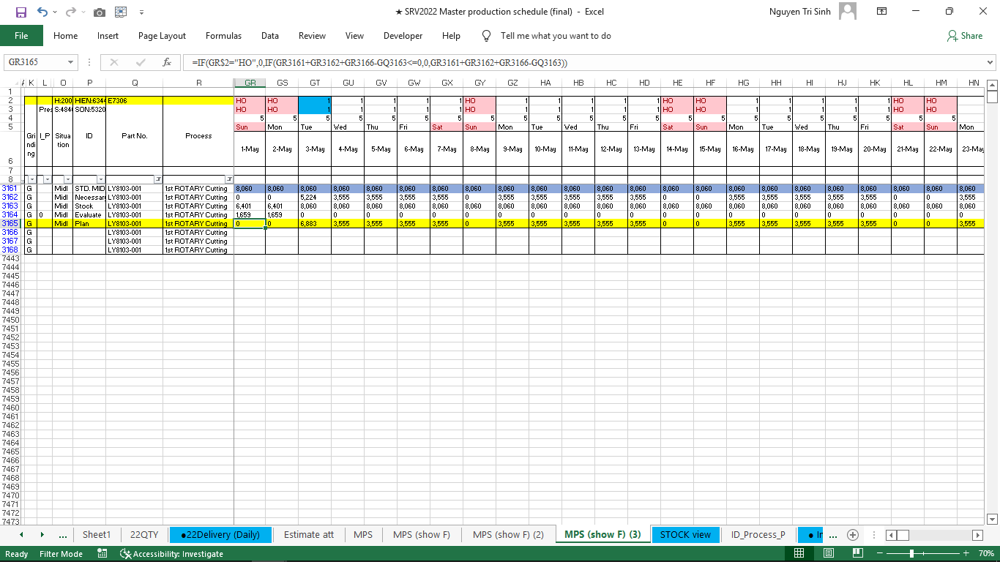 ★ SRV2022 Master production schedule (final) - Excel
Nguyen Tri Sinh
File Home Insert Page Layout Formulas Data Review View Developer Help Tell me what you want to do Share
GR3165 fx =IF(GR$2="HO",0,IF(GR3161+GR3162+GR3166-GQ3163<=0,0,GR3161+GR3162+GR3166-GQ3163))
K L O P Q R GR GS GT GU GV GW GX GY GZ HA HB HC HD HE HF HG HH HI HJ HK HL HM HN
1
2 H:200 HIEN:634 E7306 HO HO 1 1 1 1 1 HO 1 1 1 1 1 HO HO 1 1 1 1 1 HO HO
3 Pre S:484 SON:5320 HO HO 1 1 1 1 1 HO 1 1 1 1 1 HO HO 1 1 1 1 1 HO HO
4 5 5 5 5 5 5 5 5 5 5 5 5 5 5 5 5 5 5 5 5 5 5
5 Sun Mon Tue Wed Thu Fri Sat Sun Mon Tue Wed Thu Fri Sat Sun Mon Tue Wed Thu Fri Sat Sun Mon
6 Grinding I_P Situation ID Part No. Process 1-May 2-May 3-May 4-May 5-May 6-May 7-May 8-May 9-May 10-May 11-May 12-May 13-May 14-May 15-May 16-May 17-May 18-May 19-May 20-May 21-May 22-May 23-May
7
8
3161 G Midl STD. MID LY8103-001 1st ROTARY Cutting 8,060 8,060 8,060 8,060 8,060 8,060 8,060 8,060 8,060 8,060 8,060 8,060 8,060 8,060 8,060 8,060 8,060 8,060 8,060 8,060 8,060 8,060 8,060
3162 G Midl Necessar LY8103-001 1st ROTARY Cutting 0 0 5,224 3,555 3,555 3,555 3,555 0 3,555 3,555 3,555 3,555 3,555 0 0 3,555 3,555 3,555 3,555 3,555 0 0 3,555
3163 G Midl Stock LY8103-001 1st ROTARY Cutting 6,401 6,401 8,060 8,060 8,060 8,060 8,060 8,060 8,060 8,060 8,060 8,060 8,060 8,060 8,060 8,060 8,060 8,060 8,060 8,060 8,060 8,060 8,060
3164 G 0 Midl Evaluate LY8103-001 1st ROTARY Cutting 1,659 1,659 0 0 0 0 0 0 0 0 0 0 0 0 0 0 0 0 0 0 0 0 0
3165 G Midl Plan LY8103-001 1st ROTARY Cutting 0 0 6,883 3,555 3,555 3,555 3,555 0 3,555 3,555 3,555 3,555 3,555 0 0 3,555 3,555 3,555 3,555 3,555 0 0 3,555
3166 G LY8103-001 1st ROTARY Cutting
3167 G LY8103-001 1st ROTARY Cutting
3168 G LY8103-001 1st ROTARY Cutting
7443
7444
7445
7446
7447
7448
7449
7450
7451
7452
7453
7454
7455
7456
7457
7458
7459
7460
7461
7462
7463
7464
7465
7466
7467
7468
7469
7470
7471
7472
7473
... Sheet1 22QTY ●22Delivery (Daily) Estimate att MPS MPS (show F) MPS (show F) (2) MPS (show F) (3) STOCK view ID_Process_P ● Ir ...
Ready Filter Mode Accessibility: Investigate 70%